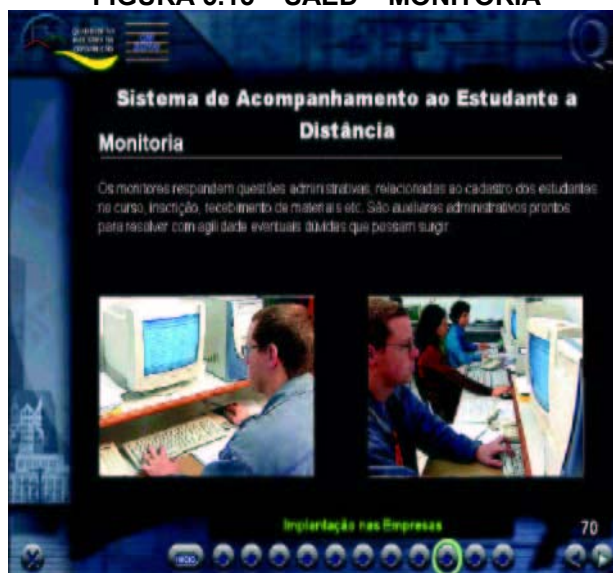 FIGURA 6.16 – SAED – MONITORIA
Sistema de Acompanhamento ao Estudante a
Distância
Monitoria
Os monitores respondem questões administrativas, relacionadas ao cadastro dos estudantes
no curso, inscrição, recebimento de materiais etc. São auxiliares administrativos prontos
para resolver com agilidade eventuais dúvidas que possam surgir.
Implantação nas Empresas
70